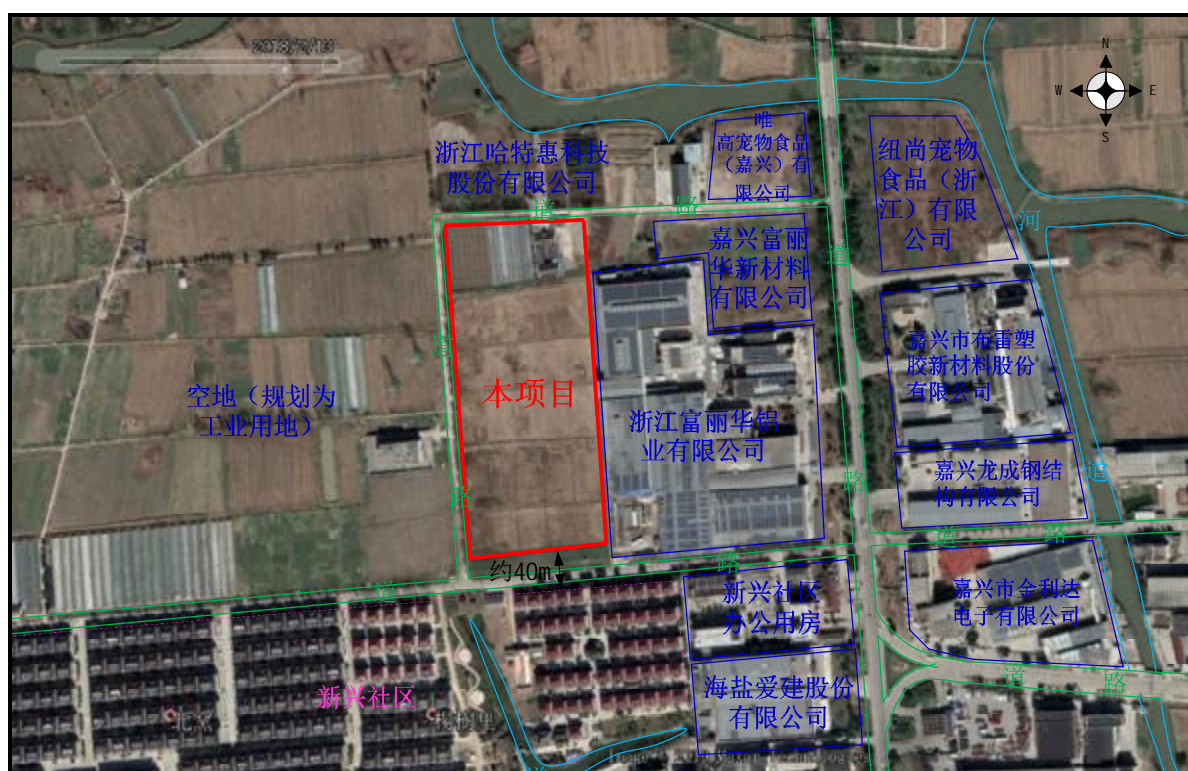 2018/2/13
N
W
E
S
浙江哈特惠科技
股份有限公司
唯
高宠物食品
（嘉兴）有
限公司
纽尚宠物
食品（浙
江）有限
公司
道
路
河
嘉兴富丽
华新材料
有限公司
道
道
嘉兴市布雷塑
胶新材料股份
有限公司
空地（规划为
工业用地）
本项目
浙江富丽华铝
业有限公司
嘉兴龙成钢结
构有限公司
道
路
路
道
路
约40m
路
道
新兴社区
办公用房
嘉兴市金利达
电子有限公司
新兴社区
海盐爱建股份
有限公司
道
路
道